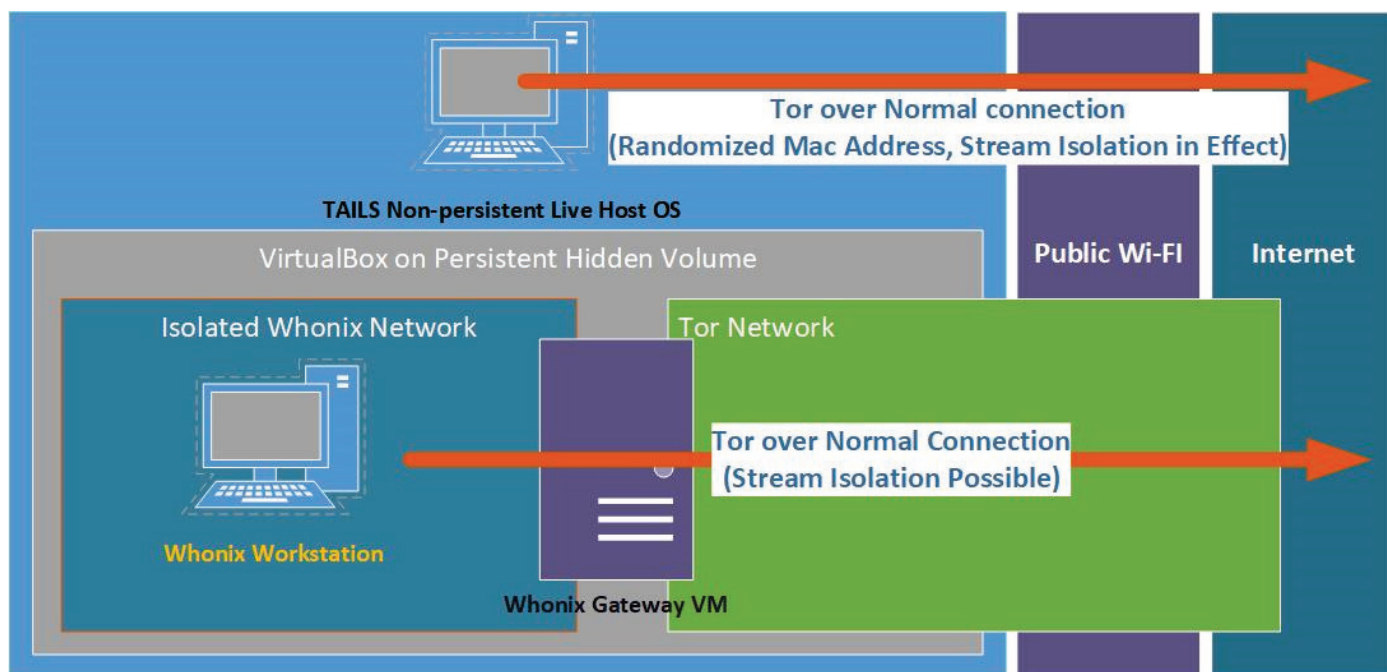 Tor over Normal connection
(Randomized Mac Address, Stream Isolation in Effect)
TAILS Non-persistent Live Host OS
VirtualBox on Persistent Hidden Volume
Public Wi-FI
Internet
Isolated Whonix Network
Tor Network
Tor over Normal Connection
(Stream Isolation Possible)
Whonix Workstation
Whonix Gateway VM